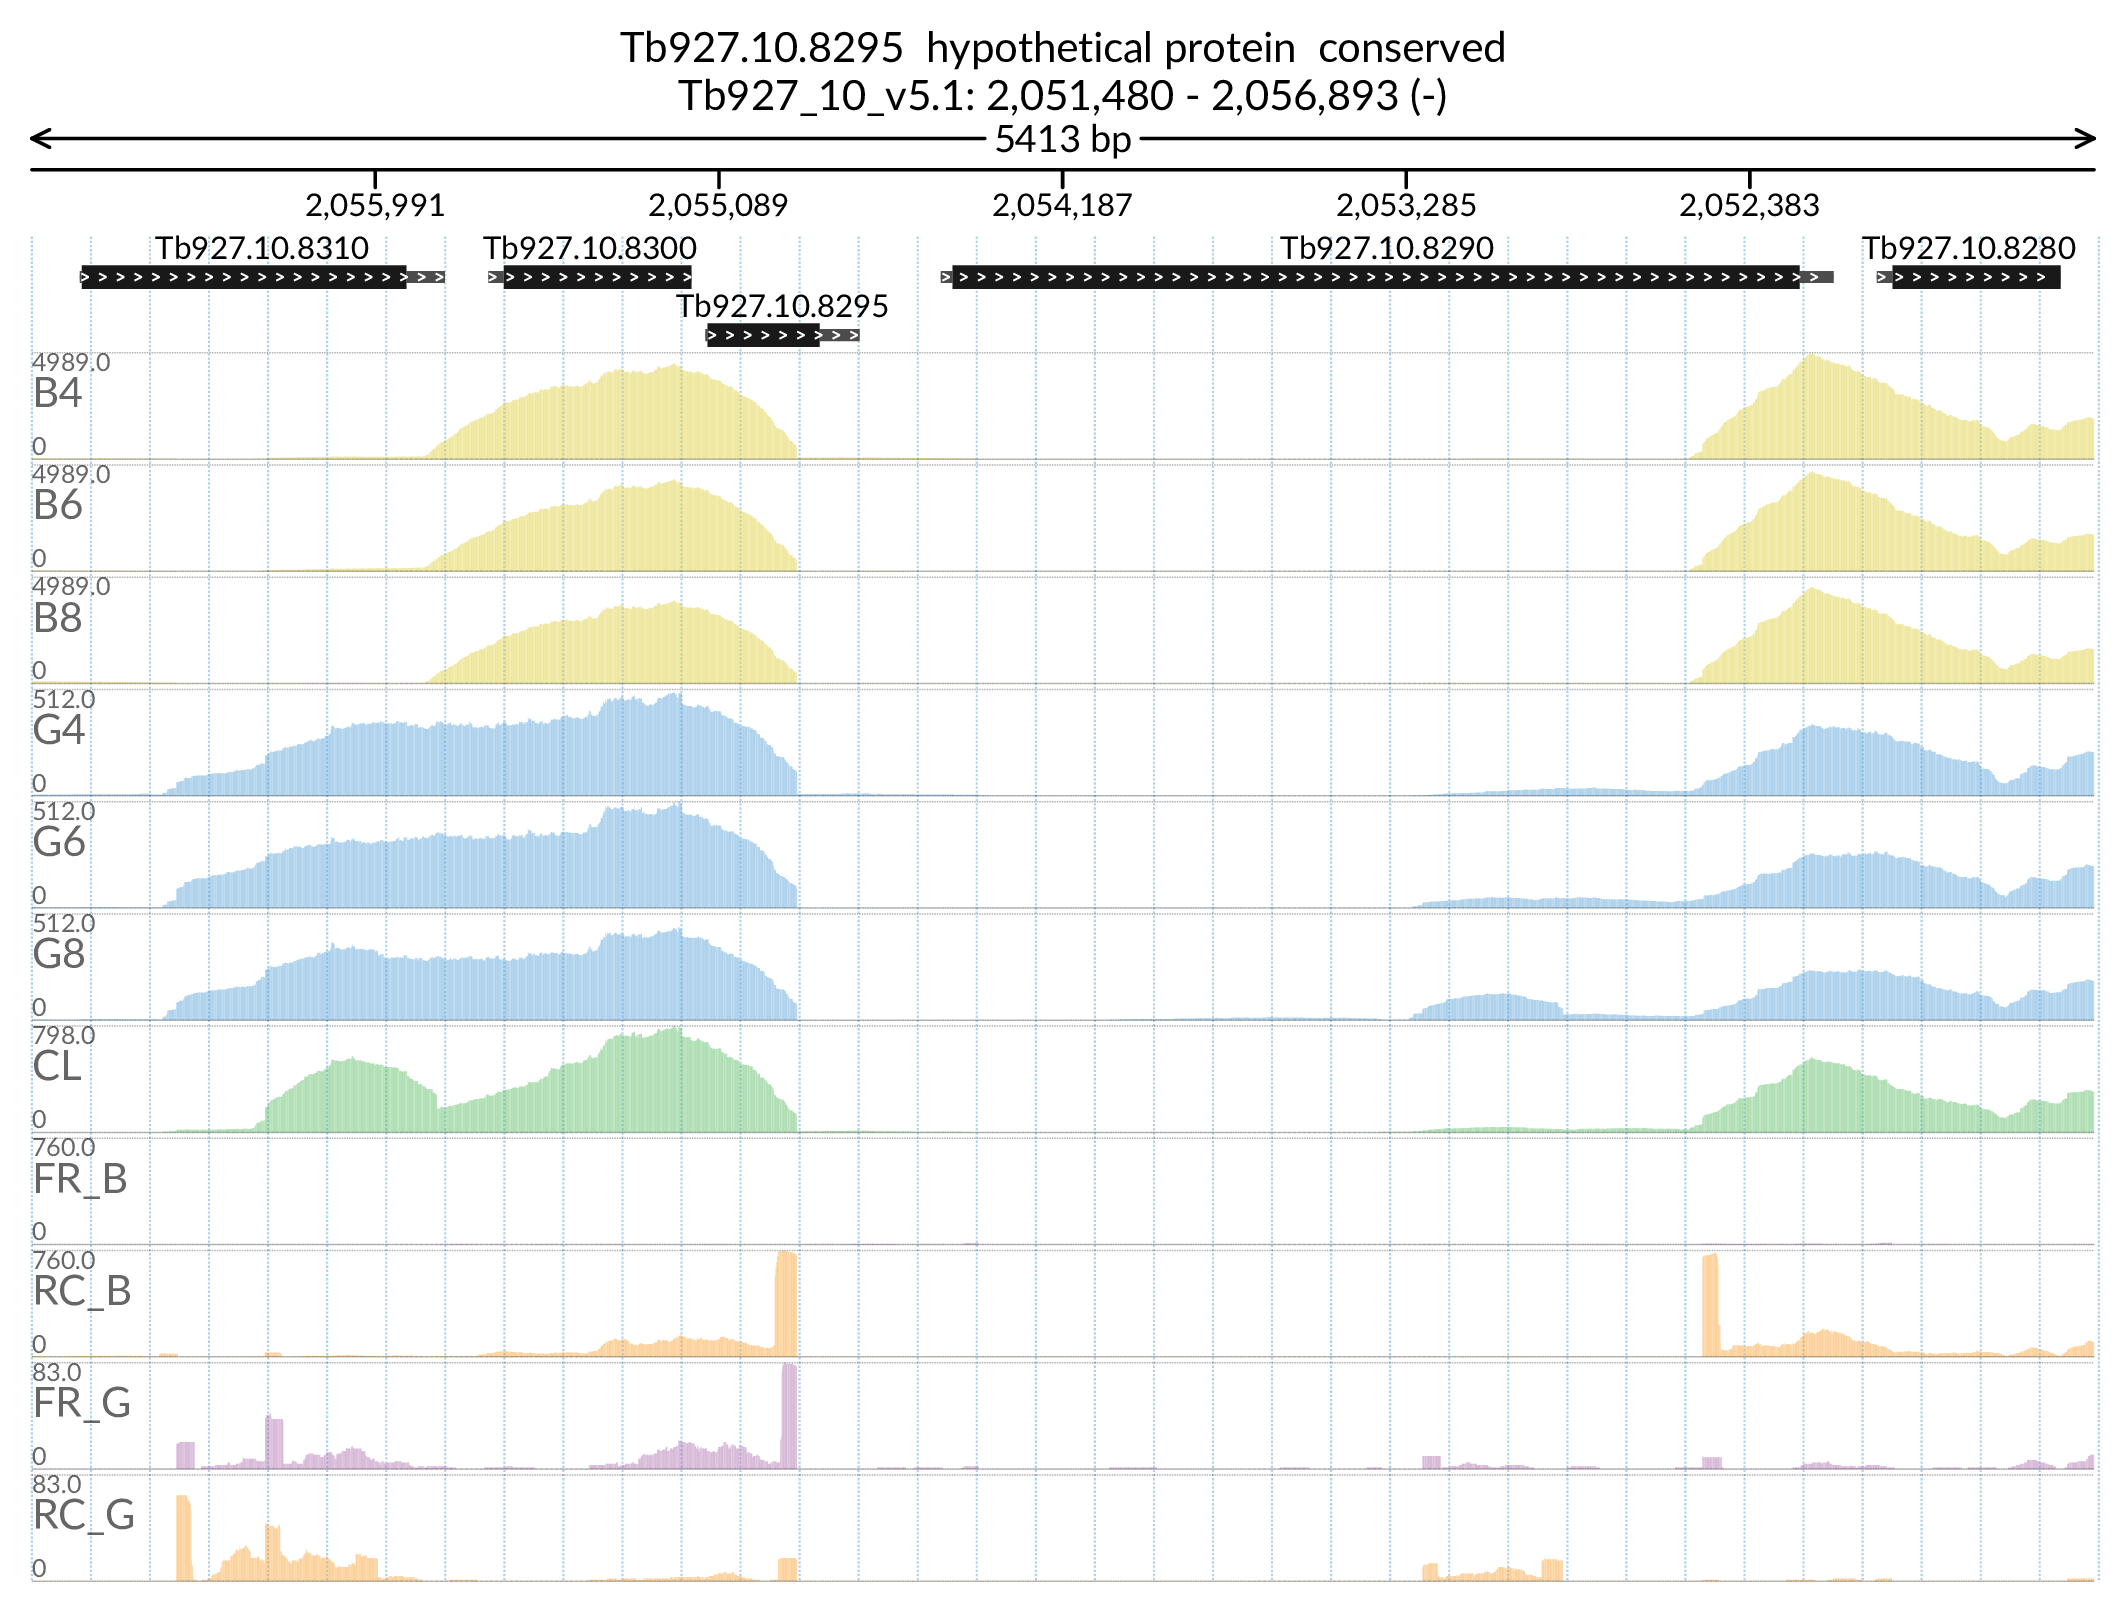 Tb927.10.8295  hypothetical protein  conserved
Tb927_10_v5.1: 2,051,480 - 2,056,893 (-)
5413 bp
2,055,991 2,055,089 2,054,187 2,053,285 2,052,383
Tb927.10.8310 Tb927.10.8300 Tb927.10.8290 Tb927.10.8280
Tb927.10.8295
4989.0
B4
0
4989.0
B6
0
4989.0
B8
0
512.0
G4
0
512.0
G6
0
512.0
G8
0
798.0
CL
0
760.0
FR_B
0
760.0
RC_B
0
83.0
FR_G
0
83.0
RC_G
0